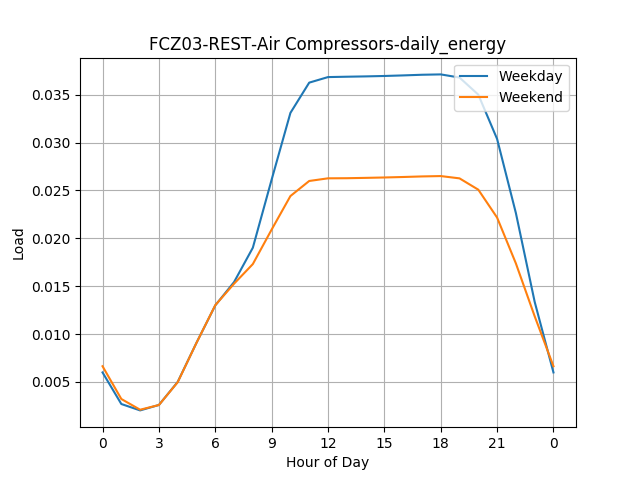 FCZ03-REST-Air Compressors-daily_energy
Weekday
Weekend
Load
0.035
0.030
0.025
0.020
0.015
0.010
0.005
0 3 6 9 12 15 18 21 0
Hour of Day